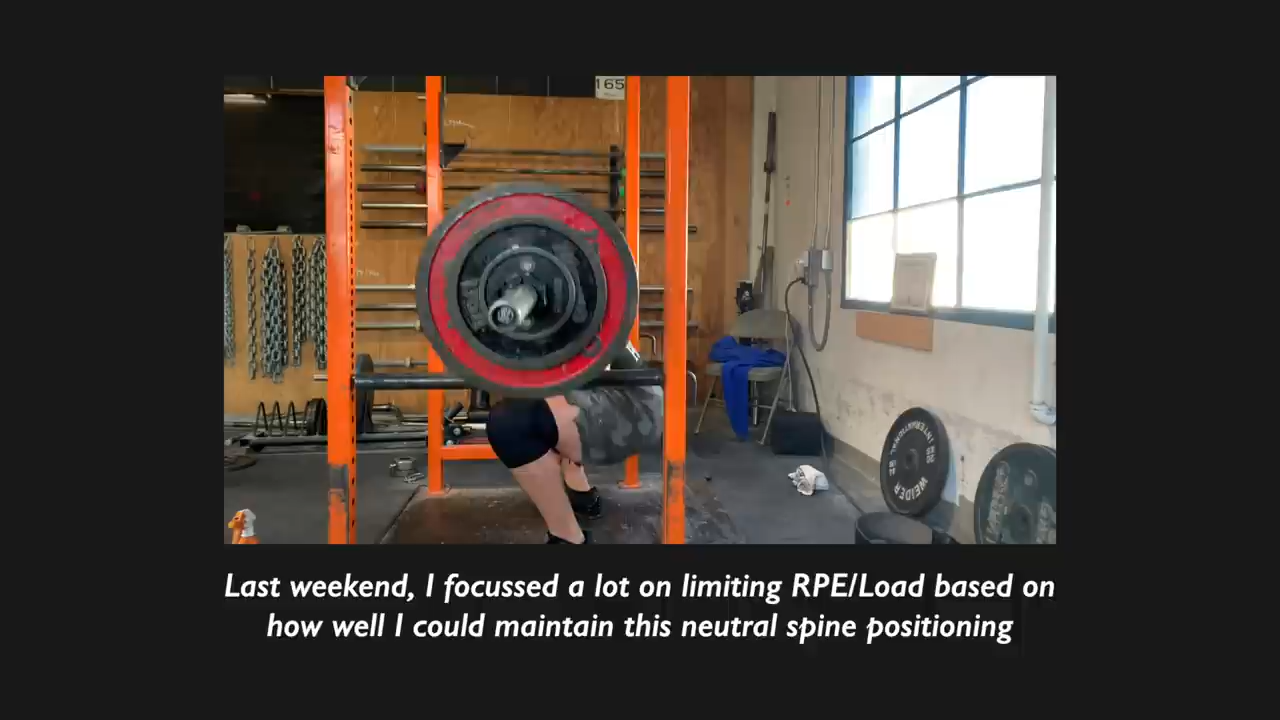 165
INTERNATIONAL
WEIDER
Last weekend, I focussed a lot on limiting RPE/Load based on
how well I could maintain this neutral spine positioning